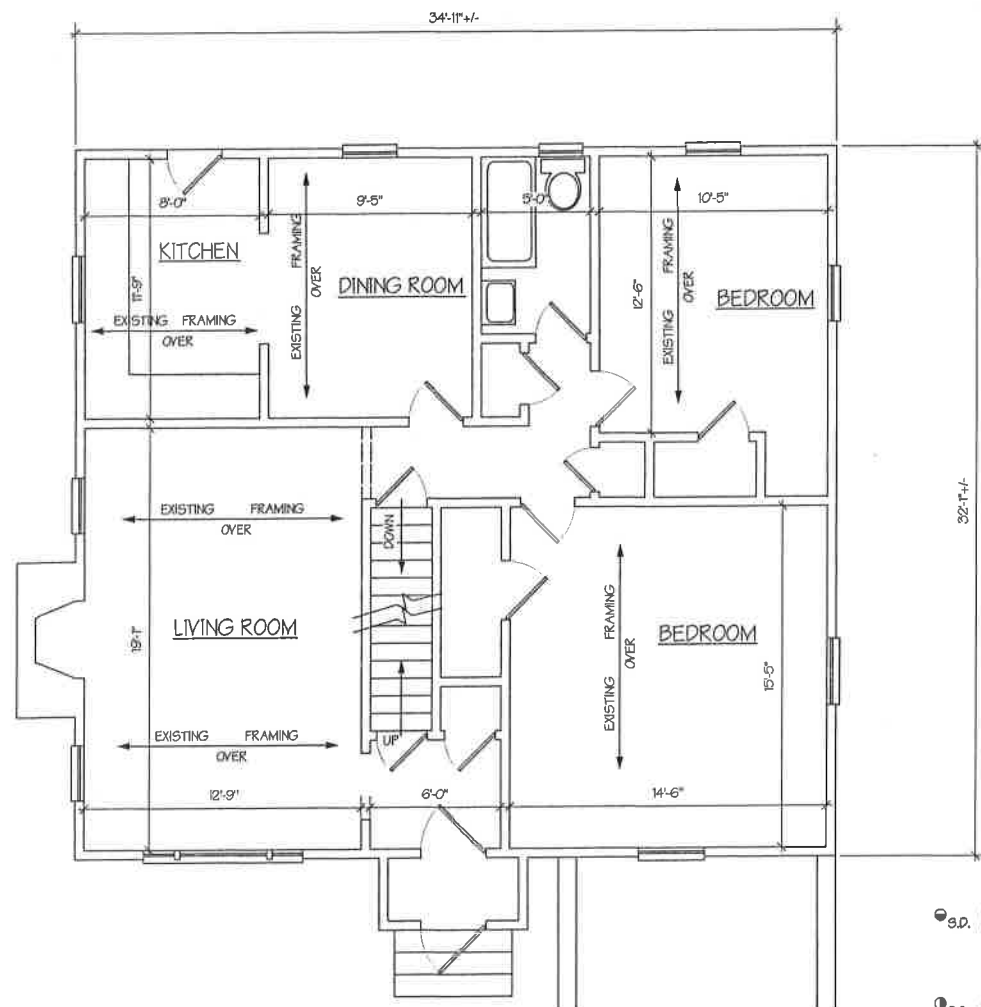 34'-11"+/-
8'-0"
9'-5"
5'-0"
10'-5"
KITCHEN
EXISTING FRAMING
OVER
DINING ROOM
12'-6"
EXISTING FRAMING
OVER
BEDROOM
11'-9"
EXISTING FRAMING
OVER
32'-1"+/-
EXISTING FRAMING
OVER
DOWN
LIVING ROOM
19'-1"
EXISTING FRAMING
OVER
BEDROOM
15'-5"
EXISTING FRAMING
OVER
UP
12'-9"
6'-0"
14'-6"
S.D.